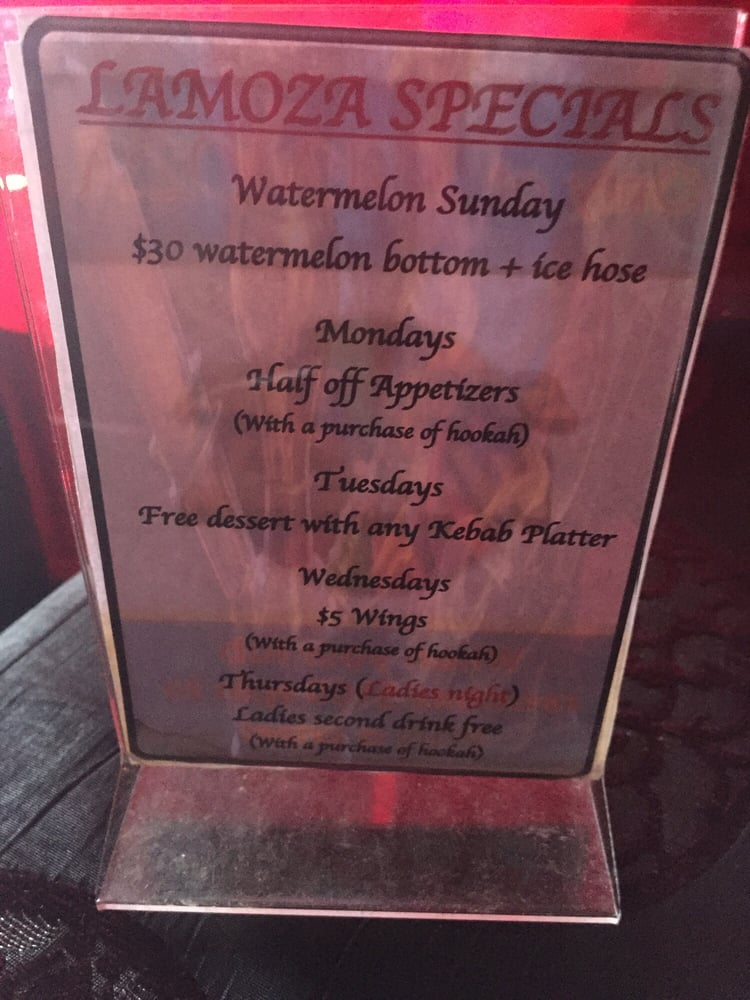 LAMOZA SPECIALS
Watermelon Sunday
$30 watermelon bottom + ice hose
Mondays
Half off Appetizers
(With a purchase of hookah)
Tuesdays
Free dessert with any Kebab Platter
Wednesdays
$5 Wings
(With a purchase of hookah)
Thursdays (Ladies night)
Ladies second drink free
(With a purchase of hookah)